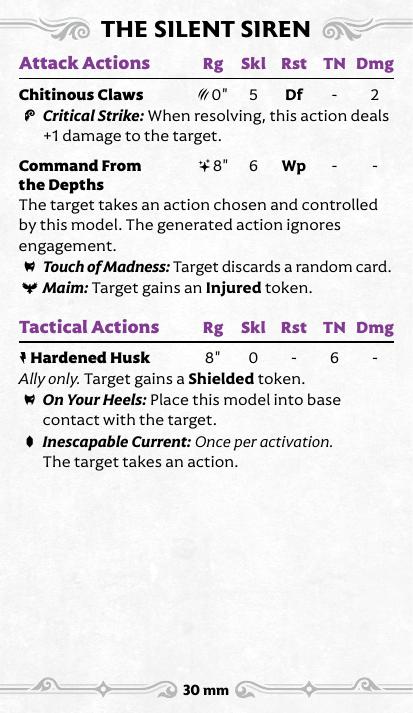 THE SILENT SIREN
Attack Actions Rg Skl Rst TN Dmg
Chitinous Claws 0" 5 Df - 2
Critical Strike: When resolving, this action deals
+1 damage to the target.
Command From 8" 6 Wp - -
the Depths
The target takes an action chosen and controlled
by this model. The generated action ignores
engagement.
Touch of Madness: Target discards a random card.
Maim: Target gains an Injured token.
Tactical Actions Rg Skl Rst TN Dmg
Hardened Husk 8" 0 - 6 -
Ally only. Target gains a Shielded token.
On Your Heels: Place this model into base
contact with the target.
Inescapable Current: Once per activation.
The target takes an action.
30 mm